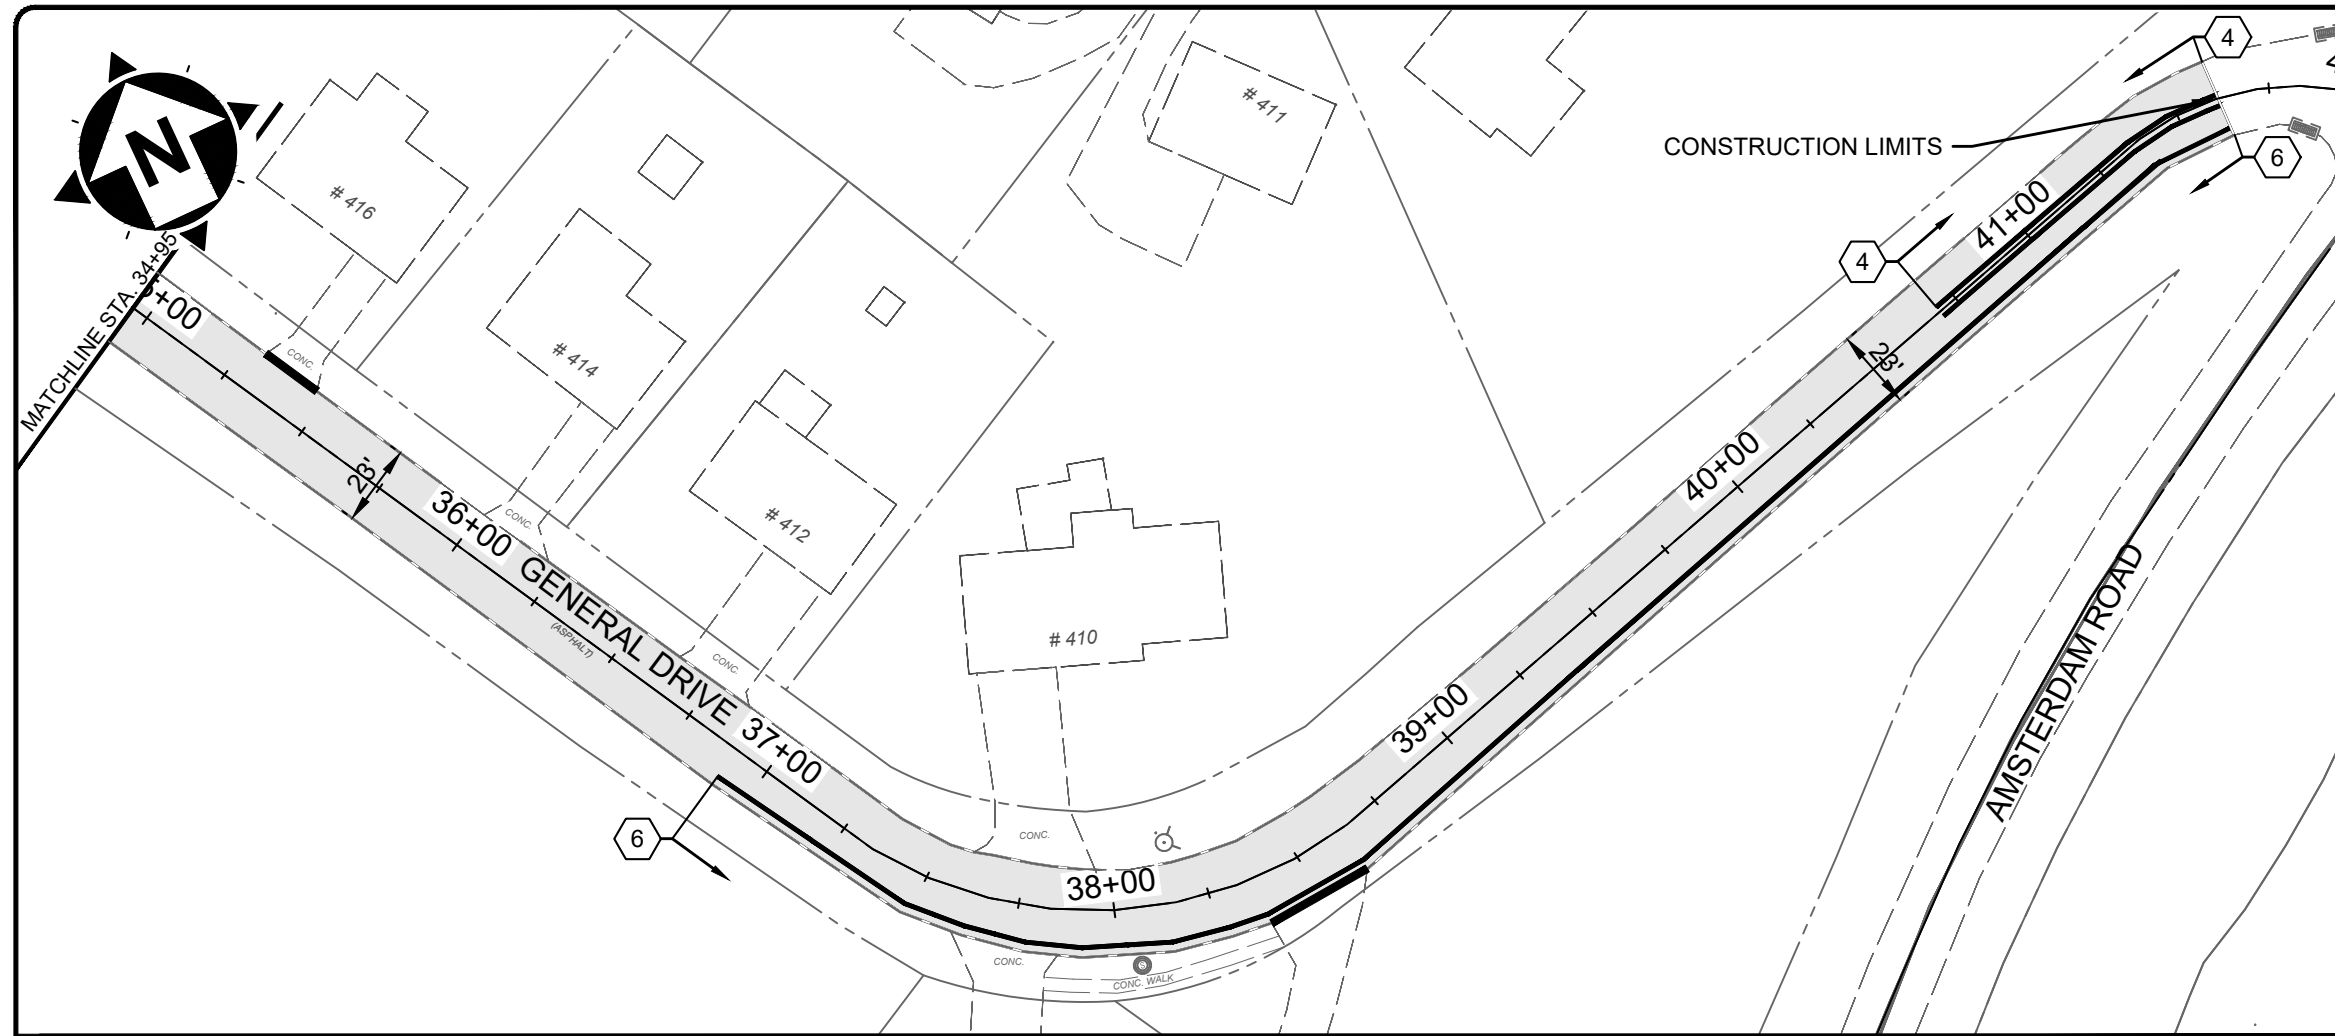 4
# 411
N
CONSTRUCTION LIMITS
6
# 416
41+00
4
MATCHLINE STA. 34+95
5+00
CONC.
# 414
23'
23'
36+00
CONC.
# 412
40+00
GENERAL DRIVE
(ASPHALT)
# 410
CONC.
AMSTERDAM ROAD
39+00
37+00
6
CONC.
38+00
CONC.
S
CONC. WALK